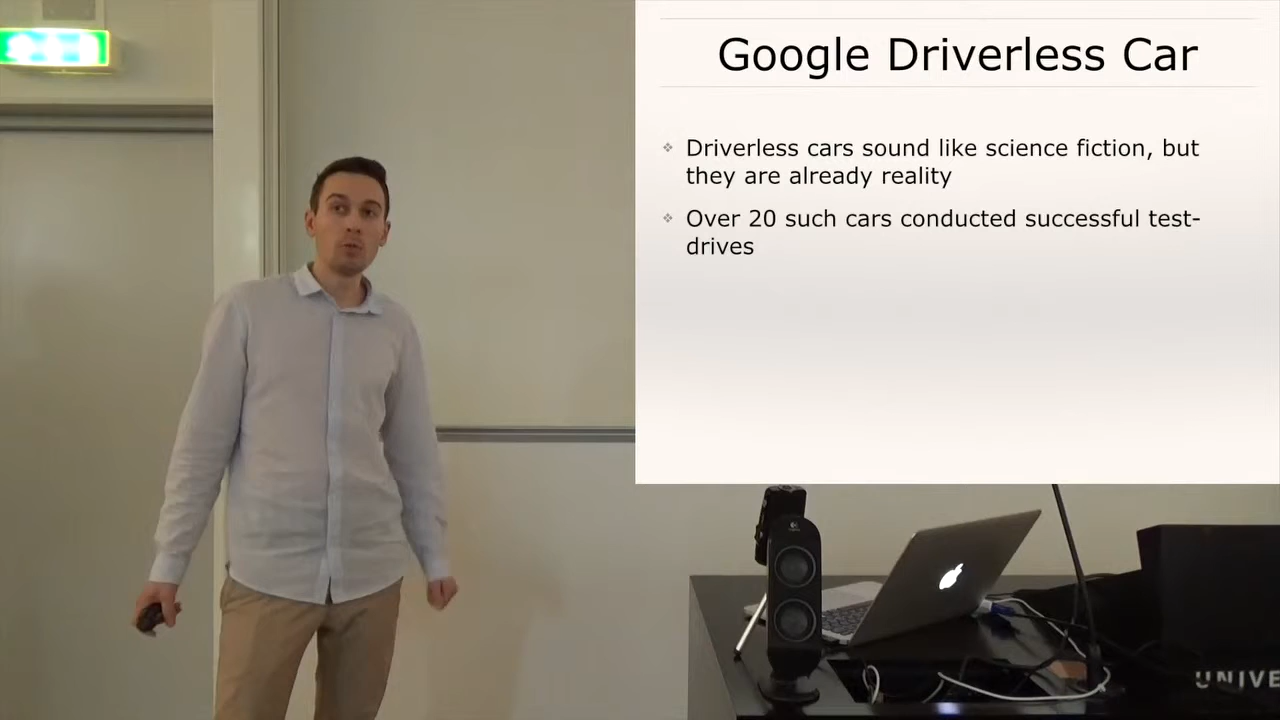 Google Driverless Car
Driverless cars sound like science fiction, but
they are already reality
Over 20 such cars conducted successful test-
drives